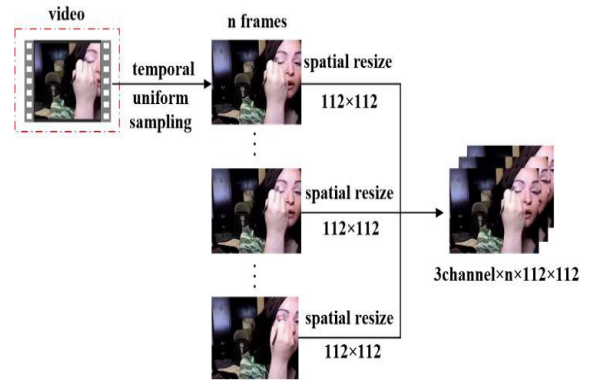 video
n frames
temporal
uniform
sampling
spatial resize
112×112
spatial resize
112×112
spatial resize
112×112
3channel×n×112×112